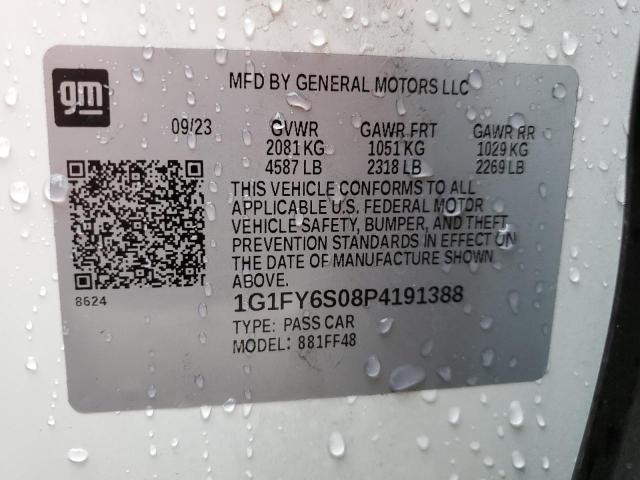 gm
MFD BY GENERAL MOTORS LLC
09/23 GVWR GAWR FRT GAWR RR
2081 KG 1051 KG 1029 KG
4587 LB 2318 LB 2269 LB
THIS VEHICLE CONFORMS TO ALL
APPLICABLE U.S. FEDERAL MOTOR
VEHICLE SAFETY, BUMPER, AND THEFT
PREVENTION STANDARDS IN EFFECT ON
THE DATE OF MANUFACTURE SHOWN
ABOVE.
8624
1G1FY6S08P4191388
TYPE: PASS CAR
MODEL: 881FF48